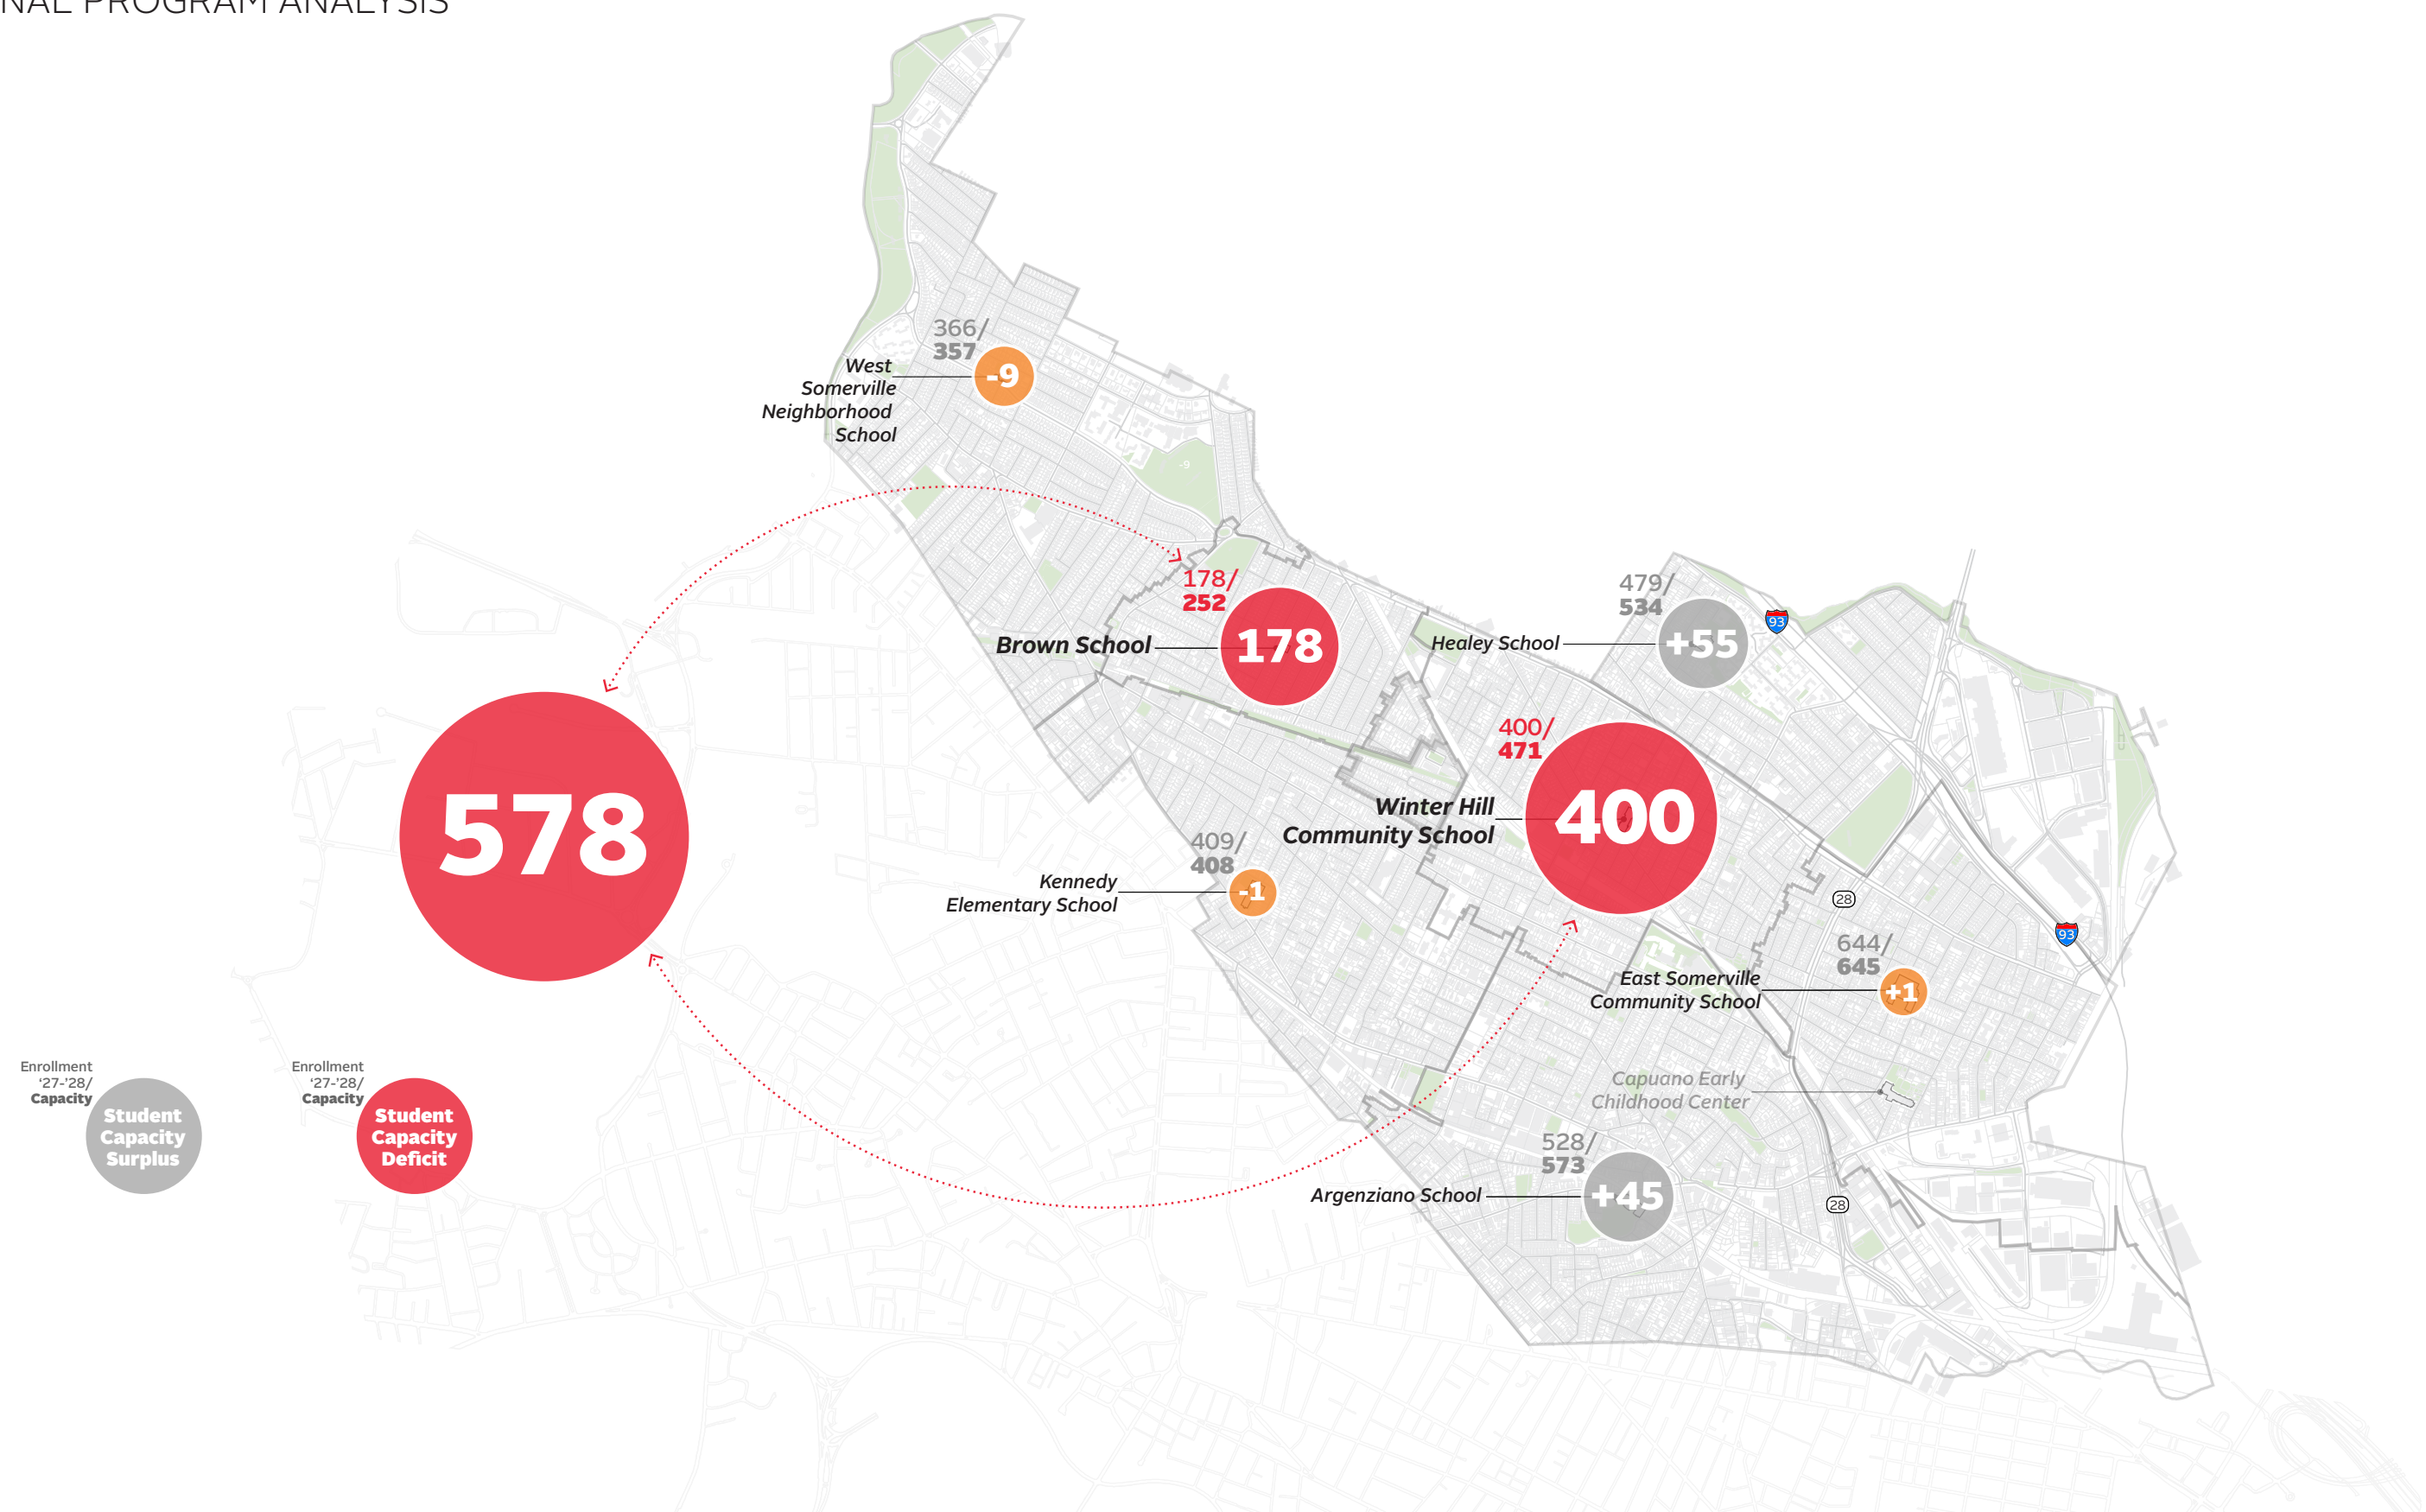 NAL PROGRAM ANALYSIS
366/
357
-9
West
Somerville
Neighborhood
School
-9
178/
252
178
Brown School
479/
534
+55
Healey School
93
400/
471
400
Winter Hill
Community School
578
409/
408
-1
Kennedy
Elementary School
28
93
644/
645
+1
East Somerville
Community School
Capuano Early
Childhood Center
528/
573
+45
Argenziano School
28
Enrollment
‘27-’28/
Capacity
Student
Capacity
Surplus
Enrollment
‘27-’28/
Capacity
Student
Capacity
Deficit